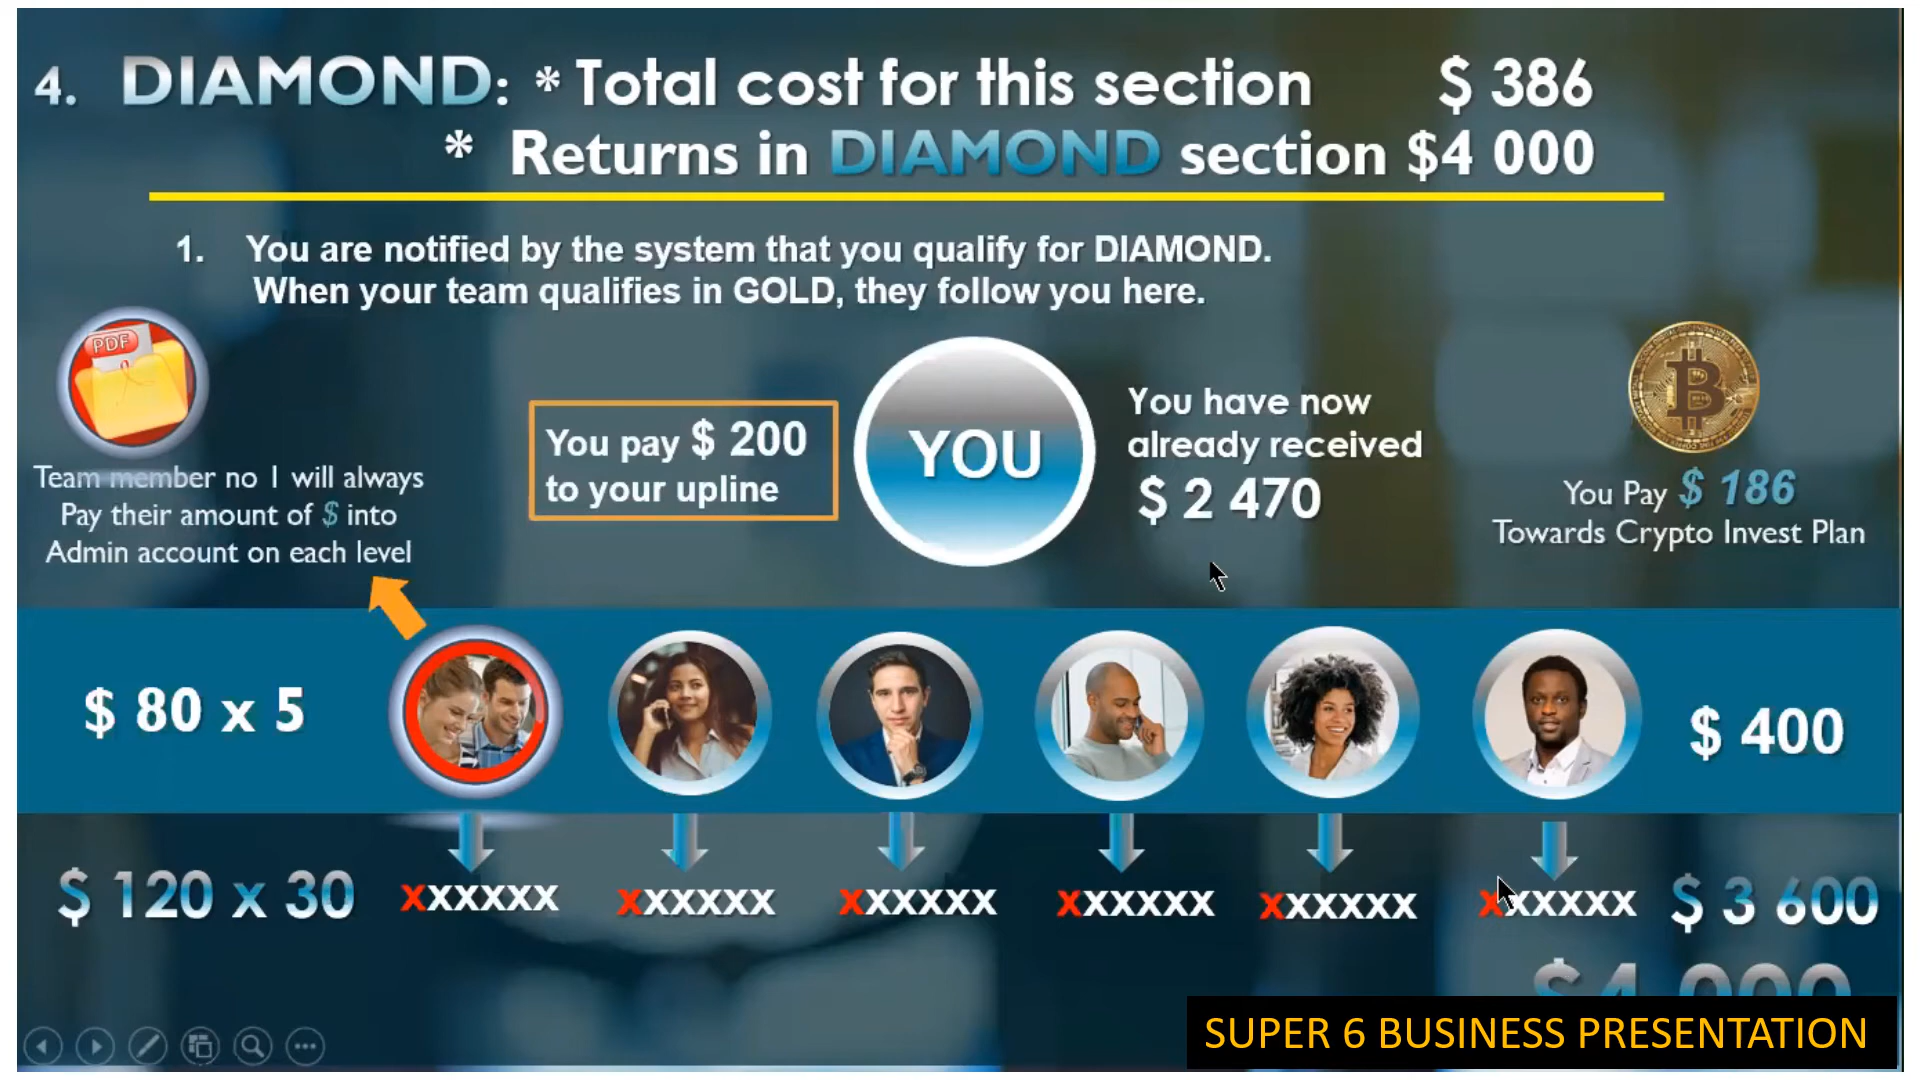 4. DIAMOND: * Total cost for this section $ 386
* Returns in DIAMOND section $4 000
1. You are notified by the system that you qualify for DIAMOND.
When your team qualifies in GOLD, they follow you here.
PDF
Team member no 1 will always
Pay their amount of $ into
Admin account on each level
You pay $ 200
to your upline
YOU
You have now
already received
$ 2 470
You Pay $ 186
Towards Crypto Invest Plan
$ 80 x 5
$ 400
$ 120 x 30 xxxxxx xxxxxx xxxxxx xxxxxx xxxxxx xxxxxx $ 3 600
$4 000
SUPER 6 BUSINESS PRESENTATION